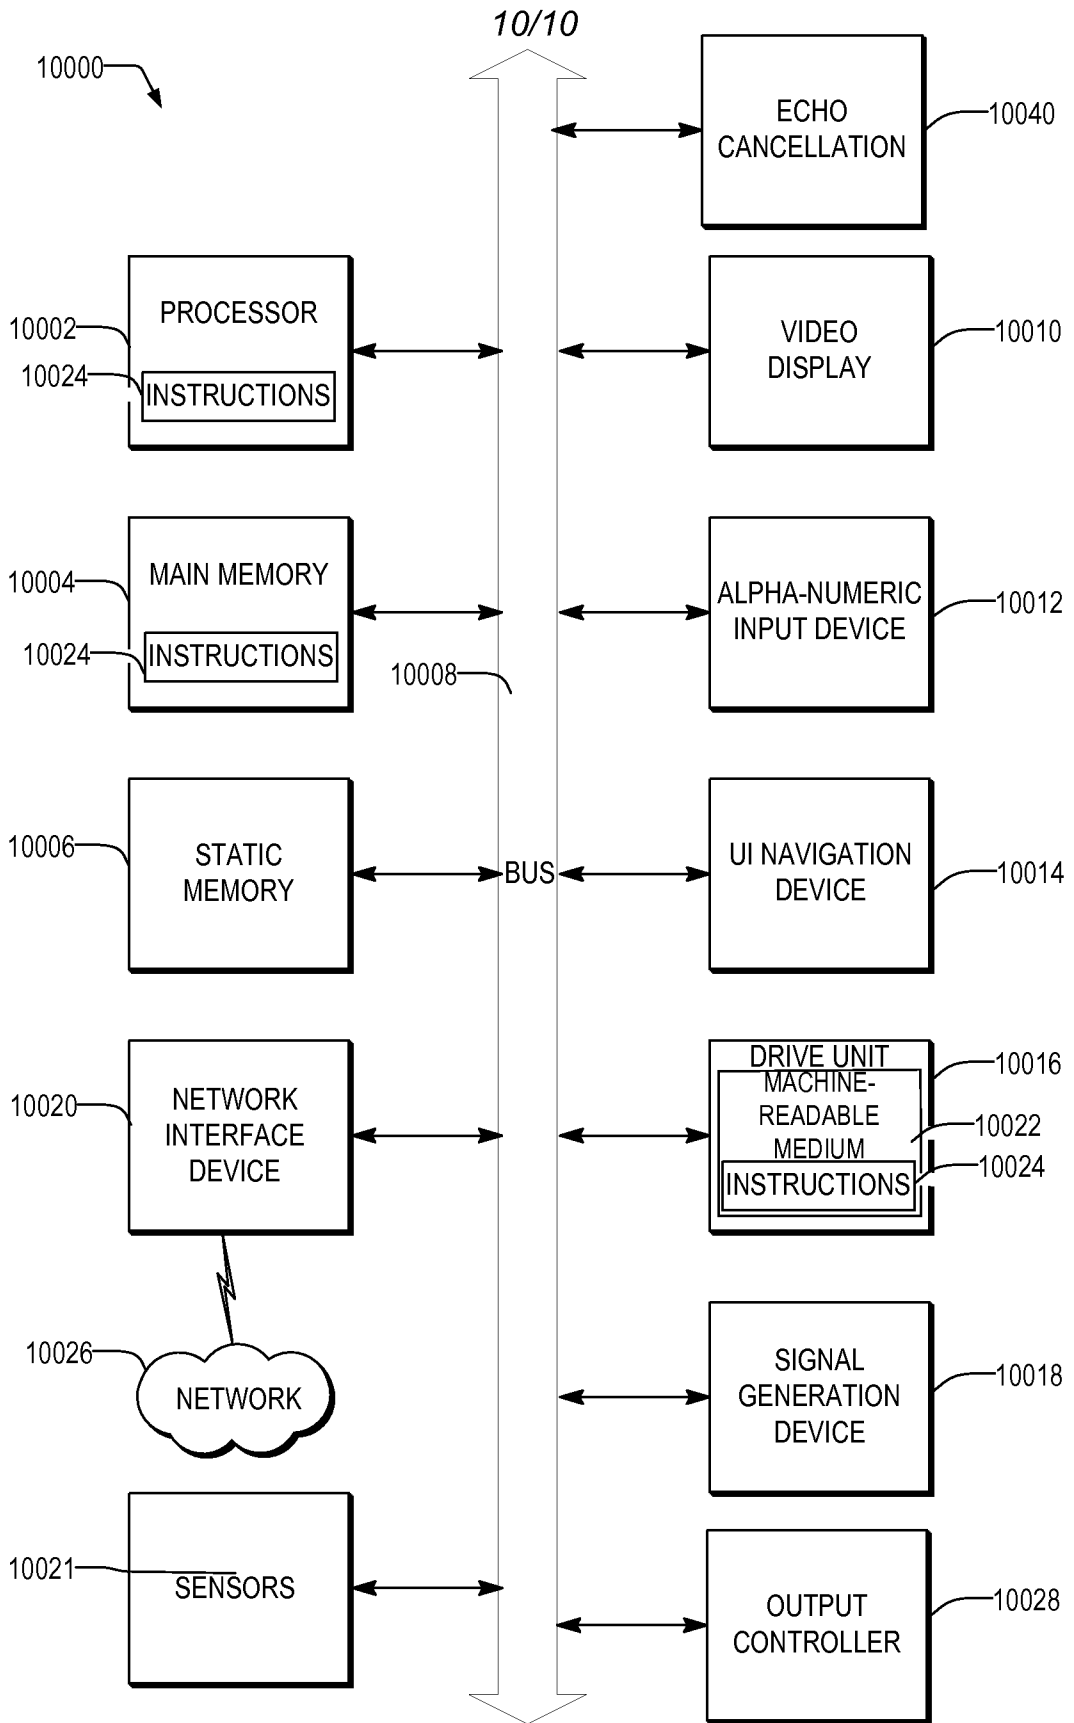 10/10
10000
ECHO
CANCELLATION
10040
PROCESSOR
10002
10024
INSTRUCTIONS
VIDEO
DISPLAY
10010
MAIN MEMORY
10004
10024
INSTRUCTIONS
10008
ALPHA-NUMERIC
INPUT DEVICE
10012
STATIC
MEMORY
10006
BUS
UI NAVIGATION
DEVICE
10014
NETWORK
INTERFACE
DEVICE
10020
DRIVE UNIT
MACHINE-
READABLE
MEDIUM
INSTRUCTIONS
10016
10022
10024
10026
NETWORK
SIGNAL
GENERATION
DEVICE
10018
10021
SENSORS
OUTPUT
CONTROLLER
10028